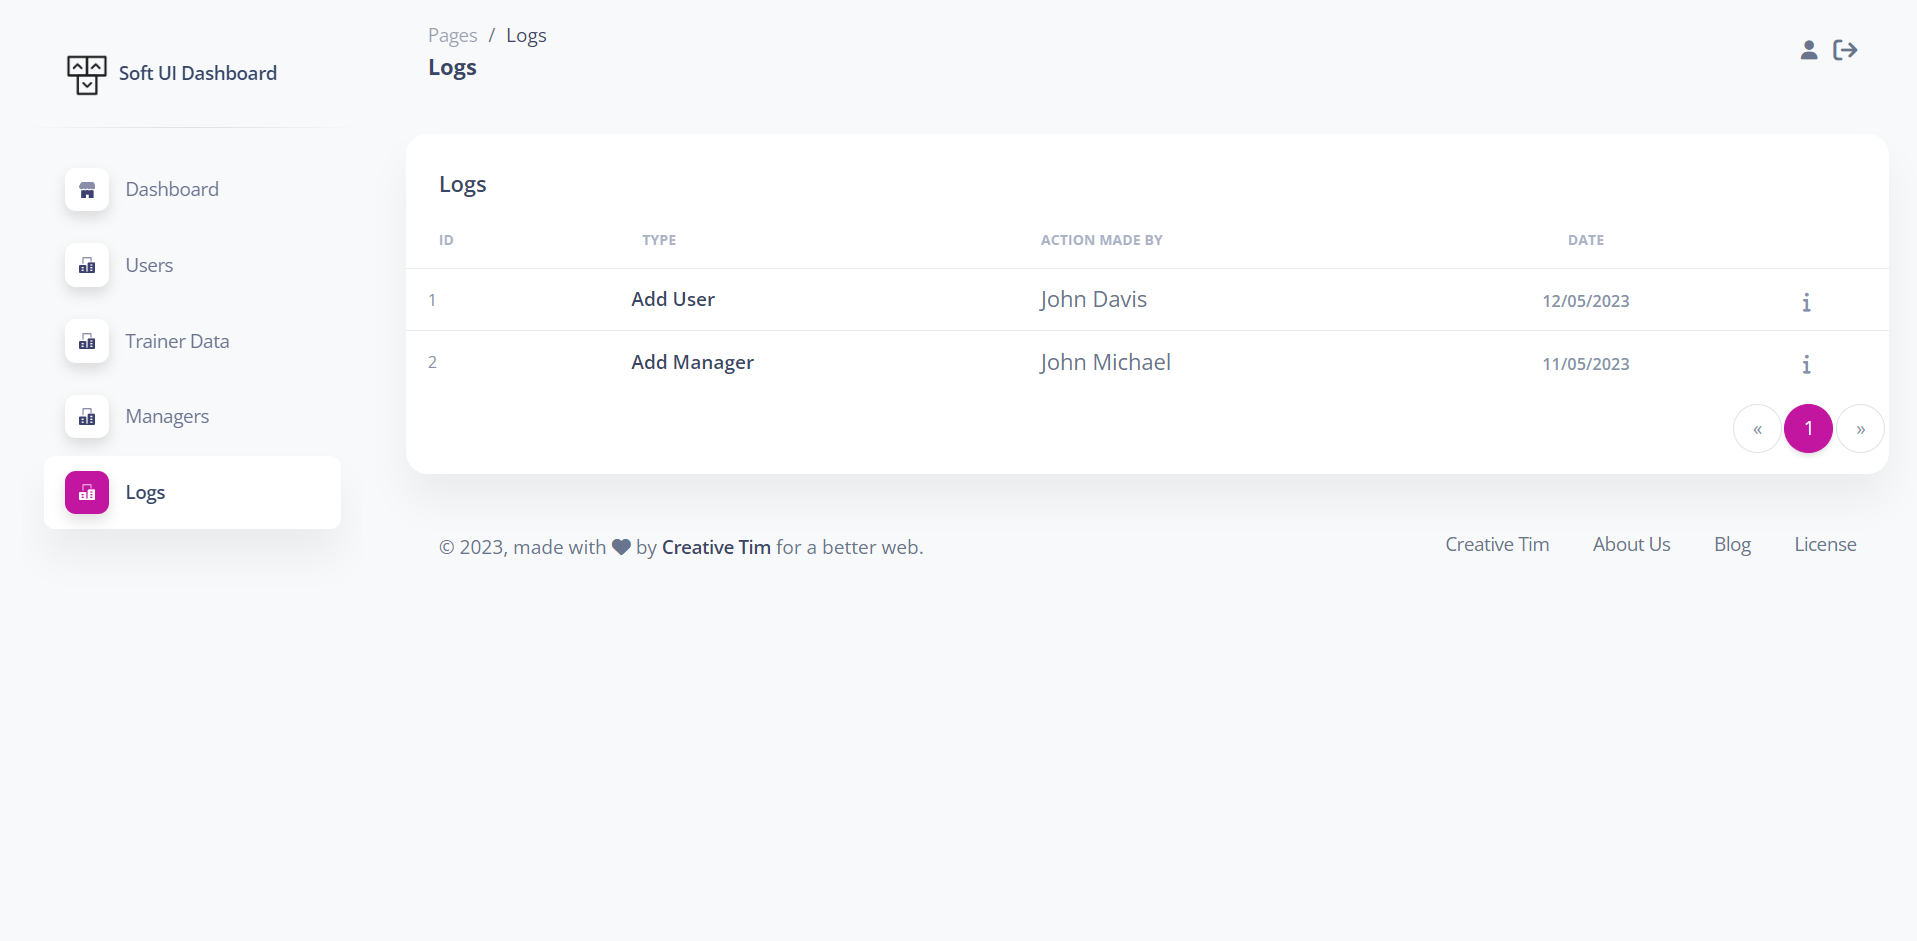 Soft UI Dashboard
Dashboard
Users
Trainer Data
Managers
Logs
Pages / Logs
Logs
Logs
ID TYPE ACTION MADE BY DATE
1 Add User John Davis 12/05/2023
2 Add Manager John Michael 11/05/2023
« 1 »
© 2023, made with by Creative Tim for a better web.
Creative Tim About Us Blog License